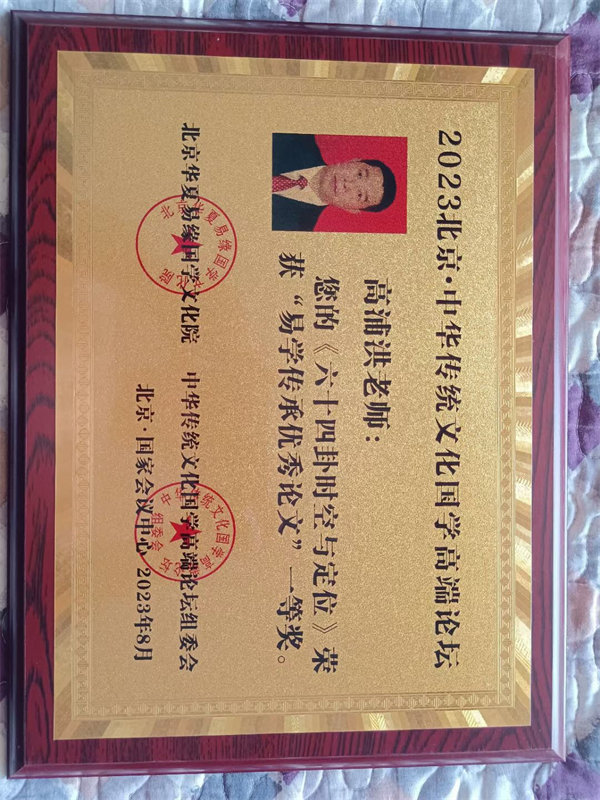 2023北京·中华传统文化国学高端论坛
高浦洪老师：
您的《六十四卦时空与定位》荣
获“易学传承优秀论文”一等奖。
北京华夏易缘国学文化院 中华传统文化国学高端论坛组委会
北京·国家会议中心 2023年8月